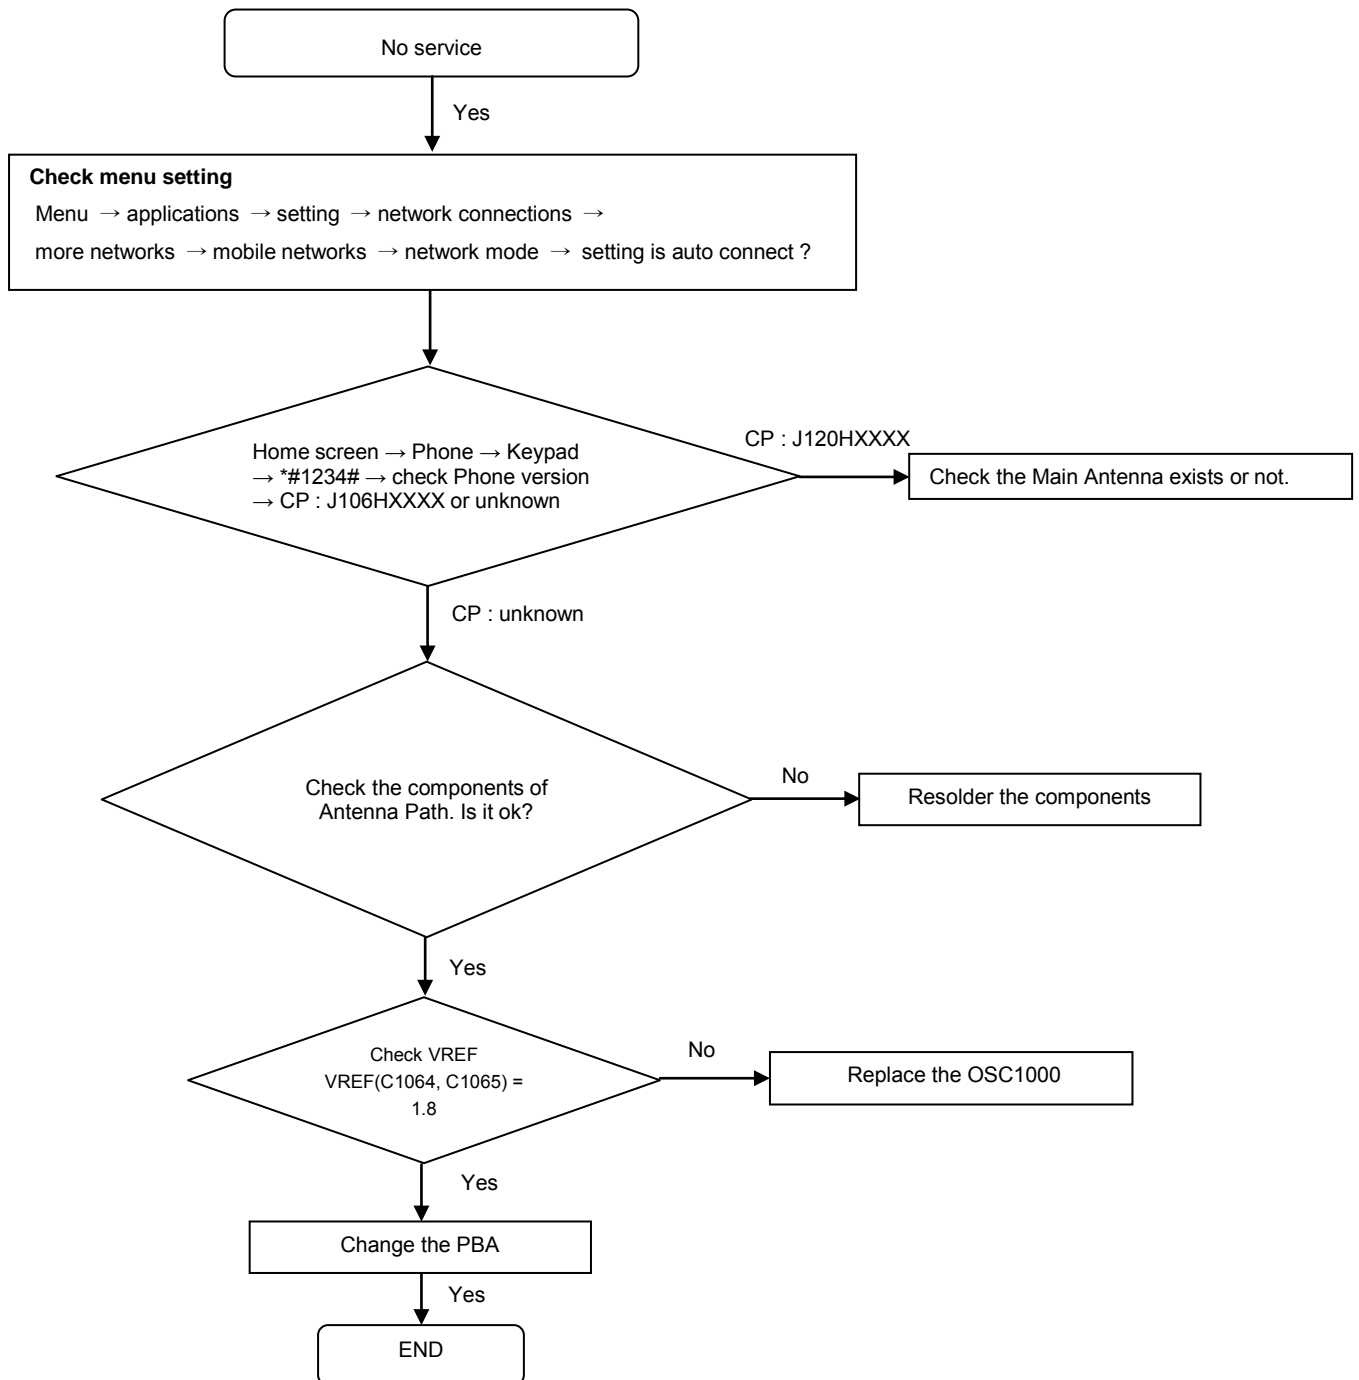 No service
Yes
Check menu setting
Menu → applications → setting → network connections →
more networks → mobile networks → network mode → setting is auto connect ?
Home screen → Phone → Keypad
→ *#1234# → check Phone version
→ CP : J106HXXXX or unknown
CP : J120HXXXX
Check the Main Antenna exists or not.
CP : unknown
Check the components of
Antenna Path. Is it ok?
No
Resolder the components
Yes
Check VREF
VREF(C1064, C1065) =
1.8
No
Replace the OSC1000
Yes
Change the PBA
Yes
END